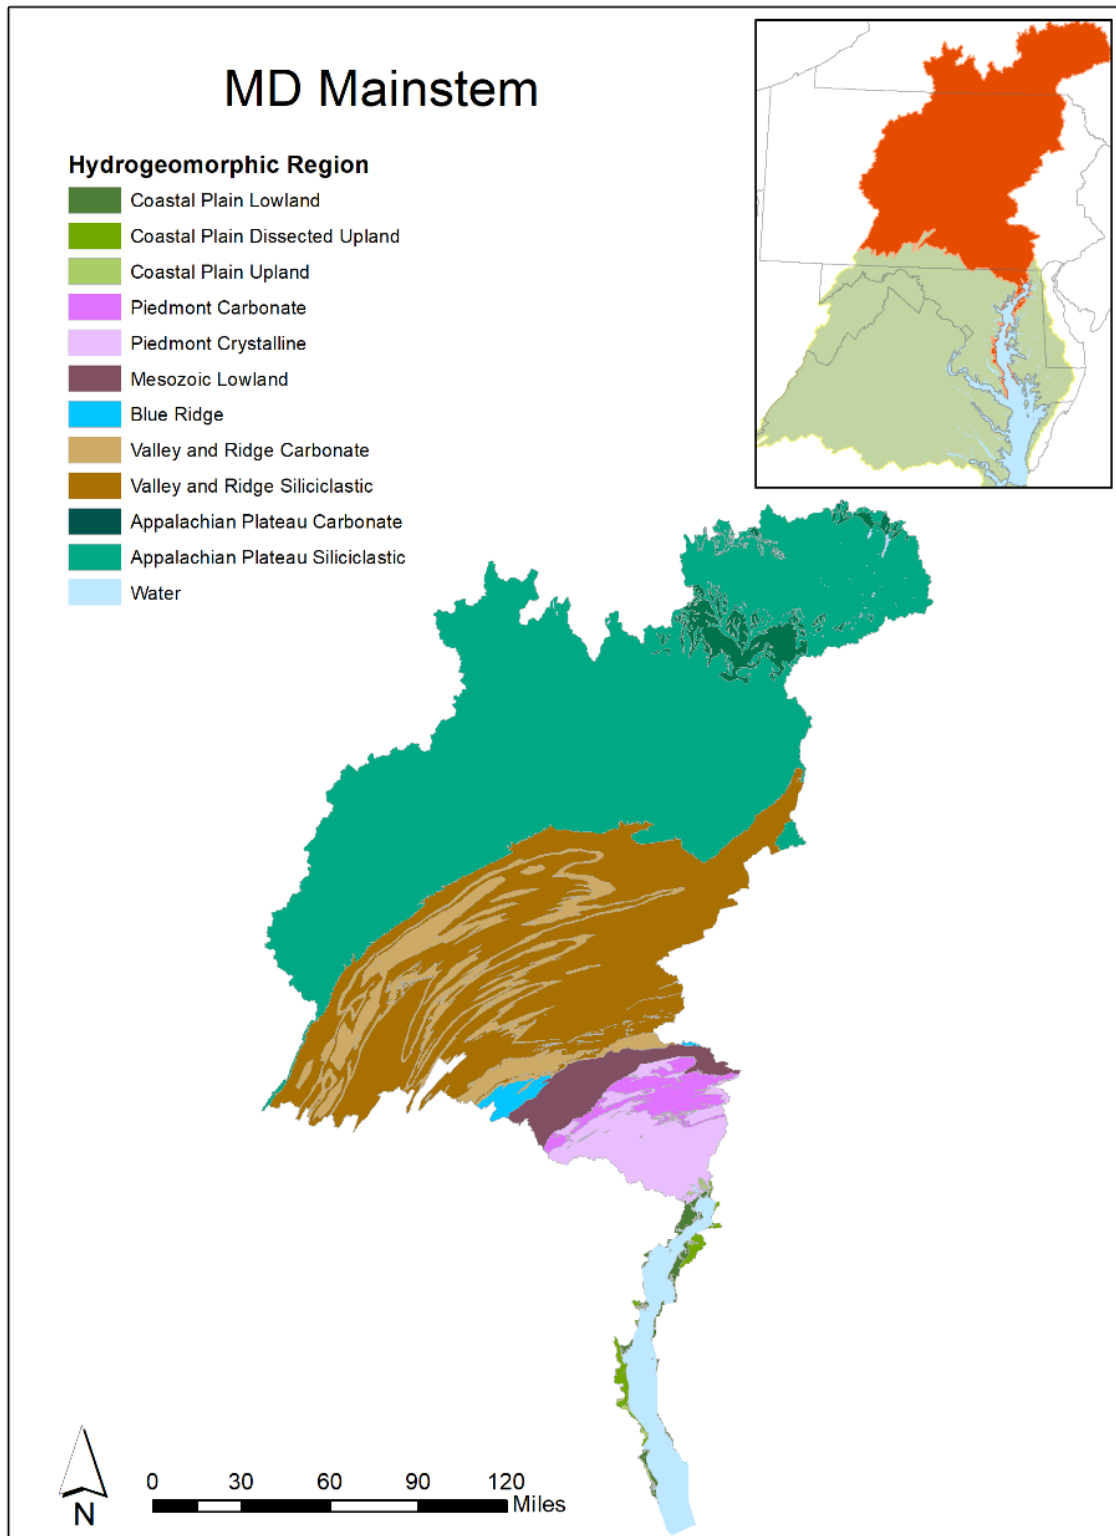 MD Mainstem
Hydrogeomorphic Region
Coastal Plain Lowland
Coastal Plain Dissected Upland
Coastal Plain Upland
Piedmont Carbonate
Piedmont Crystalline
Mesozoic Lowland
Blue Ridge
Valley and Ridge Carbonate
Valley and Ridge Siliciclastic
Appalachian Plateau Carbonate
Appalachian Plateau Siliciclastic
Water
N
0 30 60 90 120
Miles